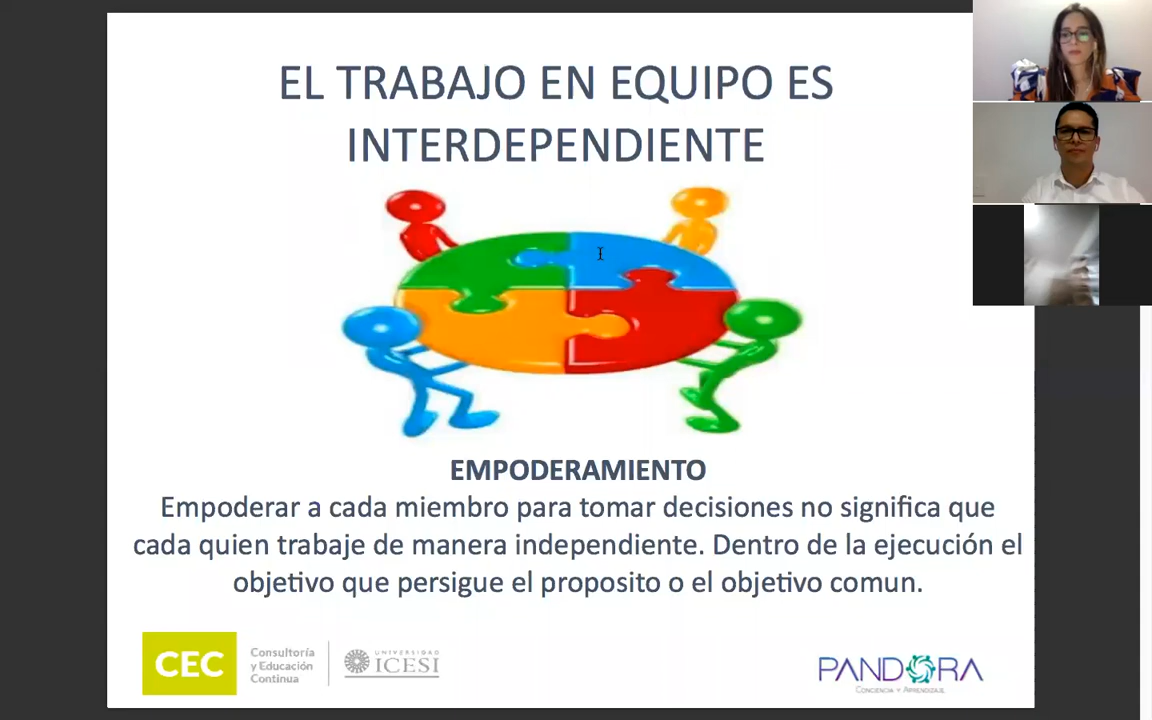 EL TRABAJO EN EQUIPO ES
INTERDEPENDIENTE
EMPODERAMIENTO
Empoderar a cada miembro para tomar decisiones no significa que
cada quien trabaje de manera independiente. Dentro de la ejecución el
objetivo que persigue el proposito o el objetivo comun.
CEC
Consultoría
y Educación
Continua
UNIVERSIDAD
ICESI
PANDORA
CONCIENCIA Y APRENDIZAJE